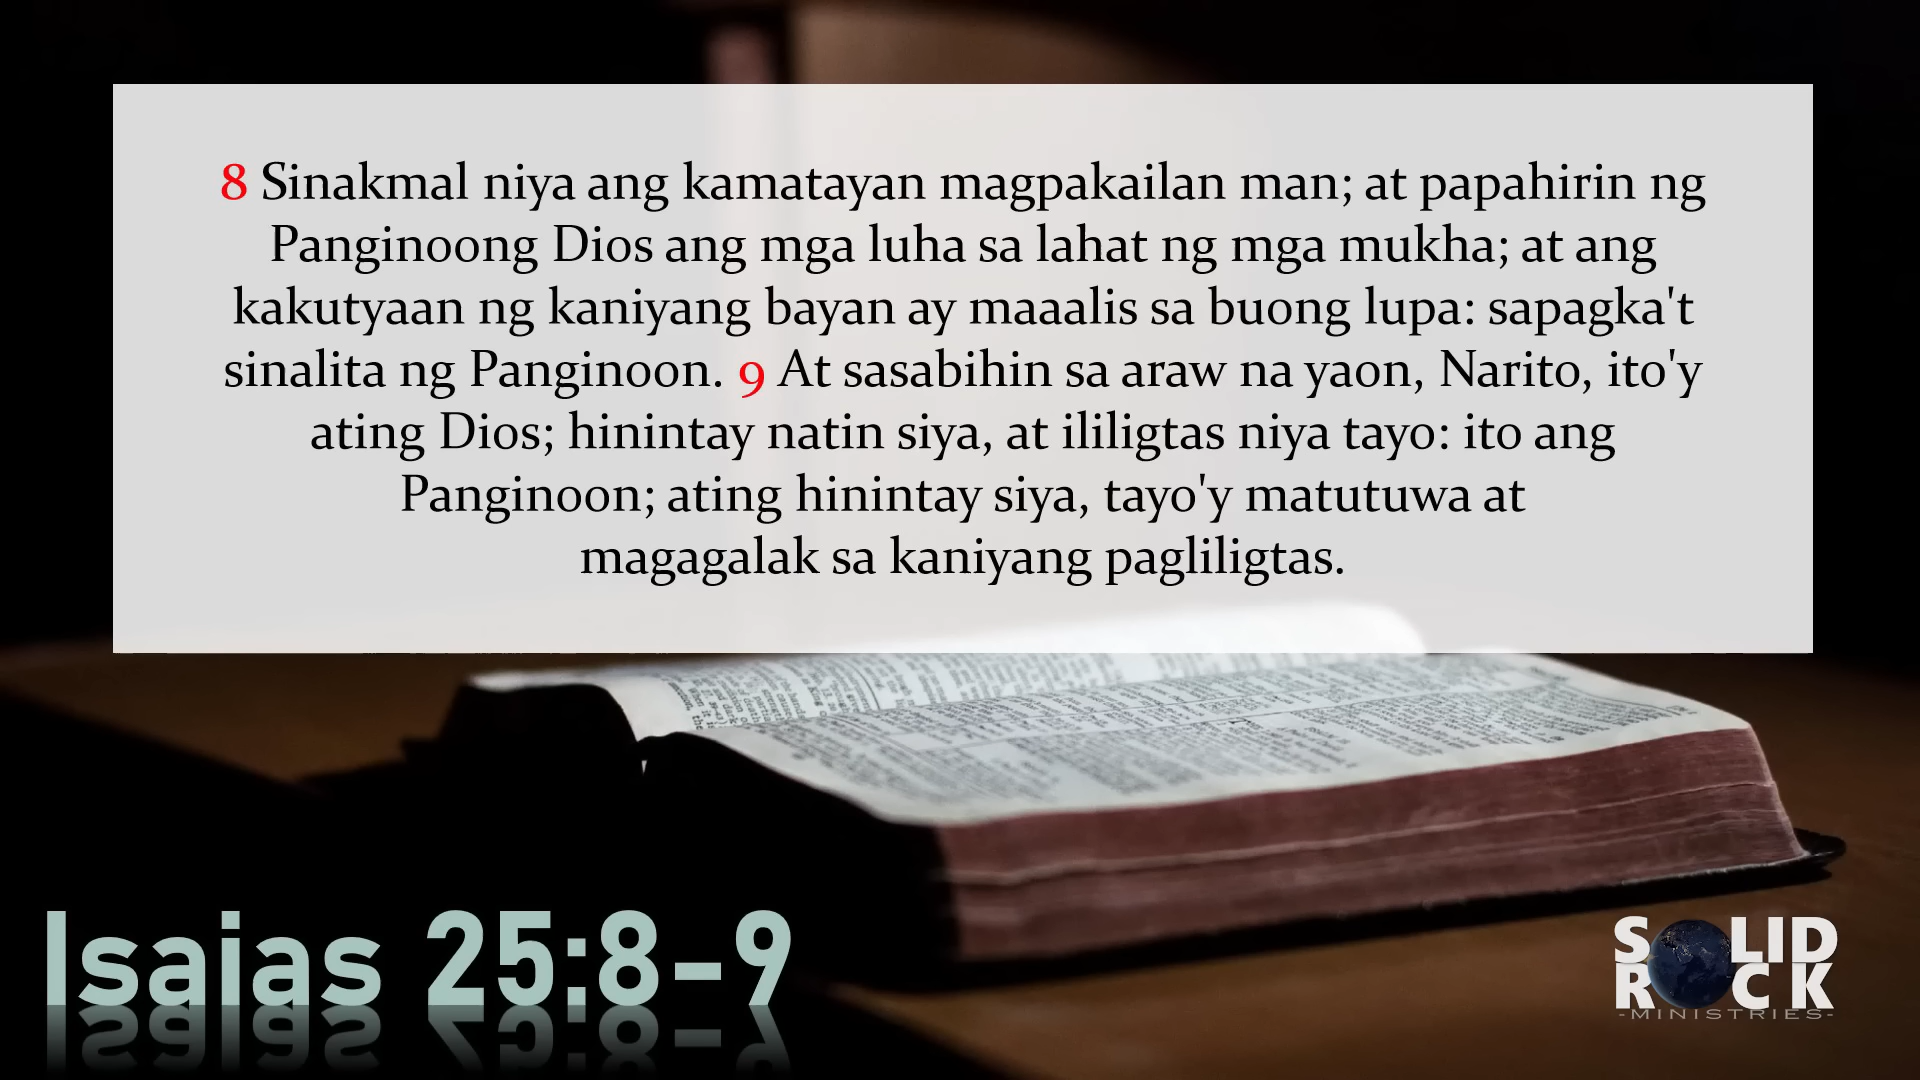 8 Sinakmal niya ang kamatayan magpakailan man; at papahirin ng
Panginoong Dios ang mga luha sa lahat ng mga mukha; at ang
kakutyaan ng kaniyang bayan ay maaalis sa buong lupa: sapagka't
sinalita ng Panginoon. 9 At sasabihin sa araw na yaon, Narito, ito'y
ating Dios; hinintay natin siya, at ililigtas niya tayo: ito ang
Panginoon; ating hinintay siya, tayo'y matutuwa at
magagalak sa kaniyang pagliligtas.
Isaias 25:8-9
SOLID
ROCK
-MINISTRIES-